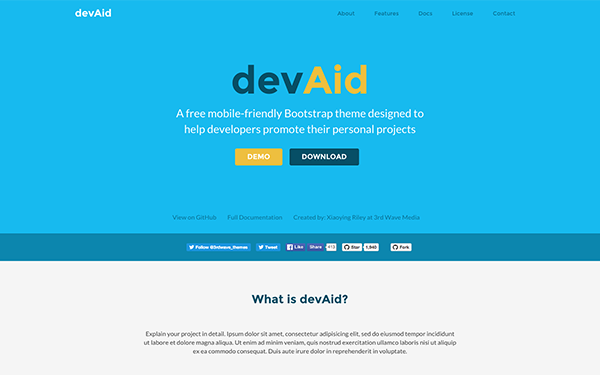 devAid
About Features Docs License Contact
devAid
A free mobile-friendly Bootstrap theme designed to
help developers promote their personal projects
DEMO DOWNLOAD
View on GitHub Full Documentation Created by: Xiaoying Riley at 3rd Wave Media
Follow @3rdwave_themes Tweet Like Share 415 Star 1,940 Fork
What is devAid?
Explain your project in detail. Ipsum dolor sit amet, consectetur adipisicing elit, sed do eiusmod tempor incididunt
ut labore et dolore magna aliqua. Ut enim ad minim veniam, quis nostrud exercitation ullamco laboris nisi ut aliquip
ex ea commodo consequat. Duis aute irure dolor in reprehenderit in voluptate.